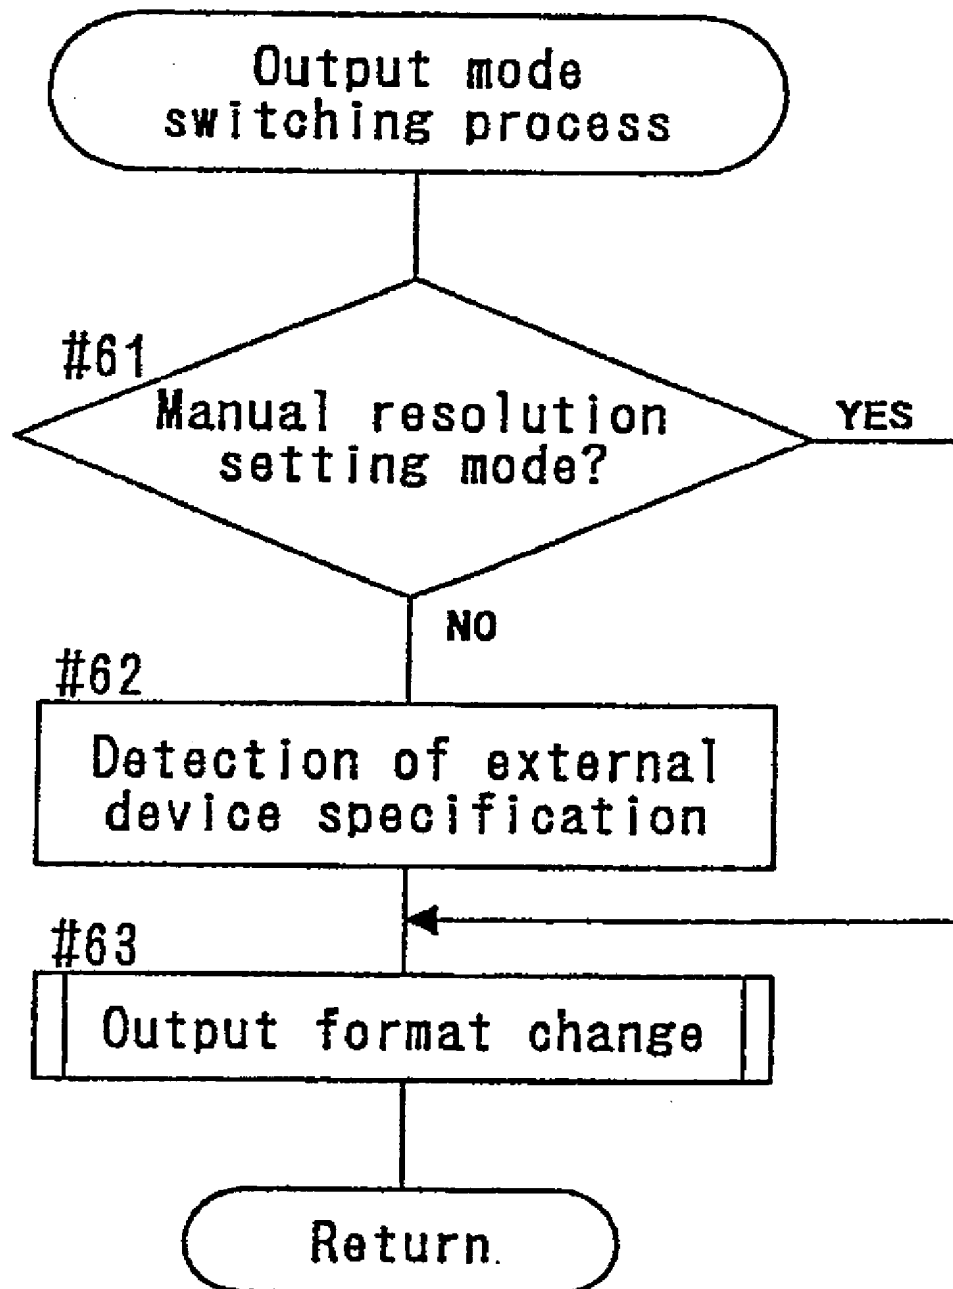 Output mode
switching process
#61
Manual resolution
setting mode?
YES
NO
#62
Detection of external
device specification
#63
Output format change
Return